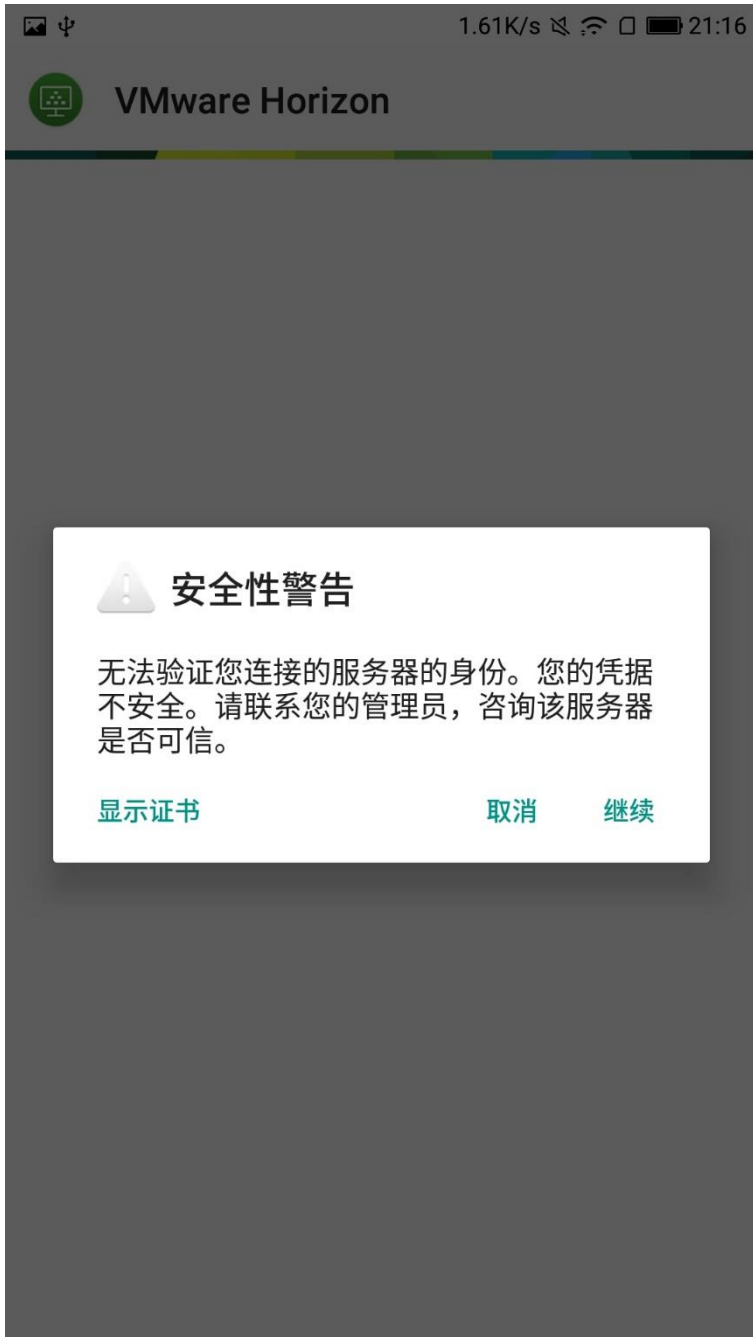 1.61K/s 21:16
VMware Horizon
安全性警告
无法验证您连接的服务器的身份。您的凭据
不安全。请联系您的管理员，咨询该服务器
是否可信。
显示证书 取消 继续